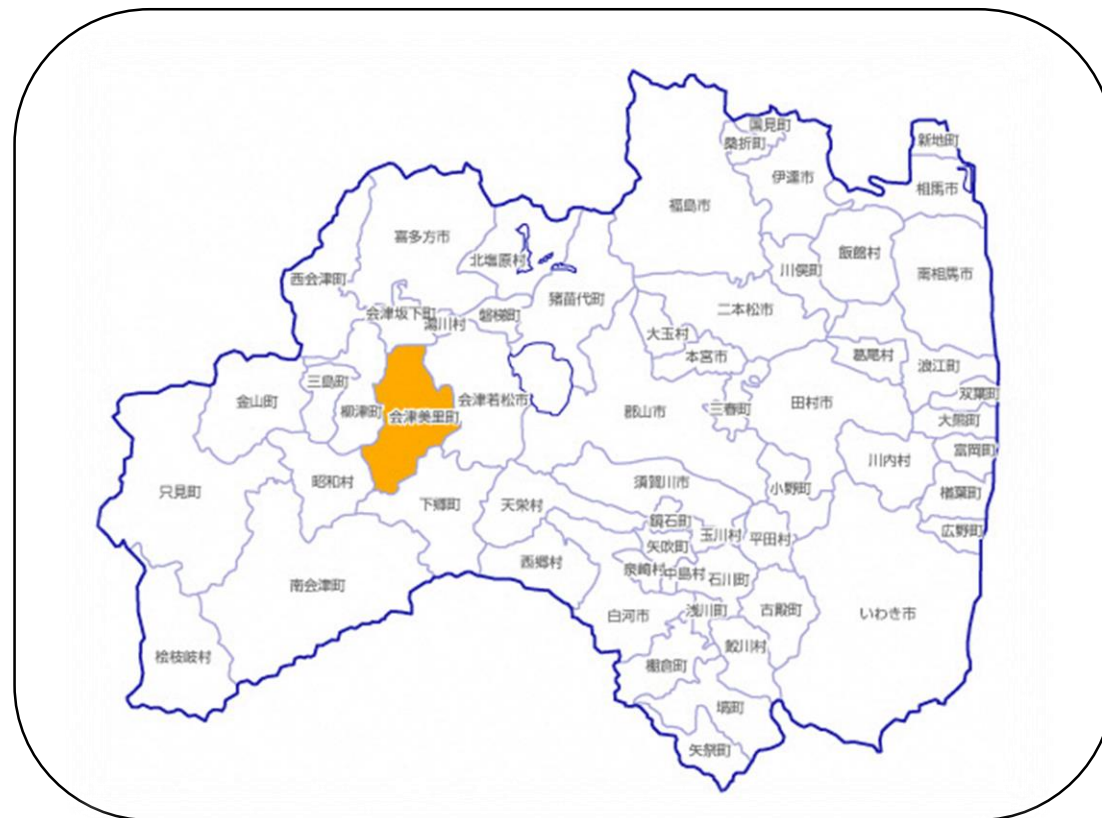 国見町
桑折町
新地町
伊達市
相馬市
福島市
喜多方市
北塩原村
飯舘村
川俣町
南相馬市
西会津町
猪苗代町
会津坂下町
湯川村
磐梯町
二本松市
大玉村
本宮市
葛尾村
浪江町
三島町
双葉町
金山町
柳津町
会津美里町
会津若松市
郡山市
三春町
田村市
大熊町
富岡町
川内村
只見町
昭和村
須賀川市
小野町
楢葉町
下郷町
天栄村
鏡石町
玉川村
平田村
広野町
矢吹町
西郷村
泉崎村
中島村
石川町
南会津町
白河市
浅川町
古殿町
いわき市
鮫川村
桧枝岐村
棚倉町
塙町
矢祭町